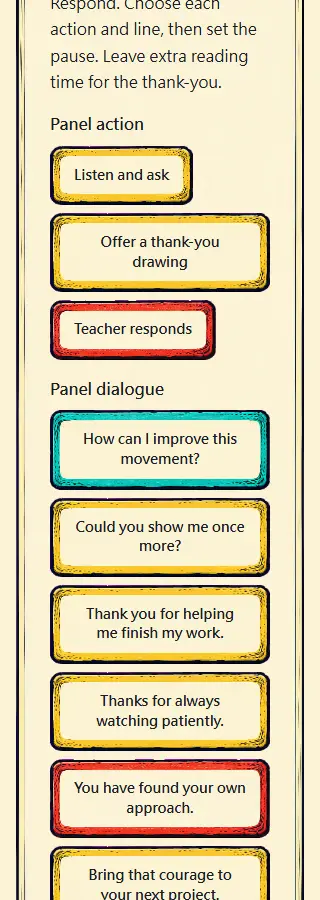 Respond. Choose each
action and line, then set the
pause. Leave extra reading
time for the thank-you.
Panel action
Listen and ask
Offer a thank-you
drawing
Teacher responds
Panel dialogue
How can I improve this
movement?
Could you show me once
more?
Thank you for helping
me finish my work.
Thanks for always
watching patiently.
You have found your own
approach.
Bring that courage to
your next project.